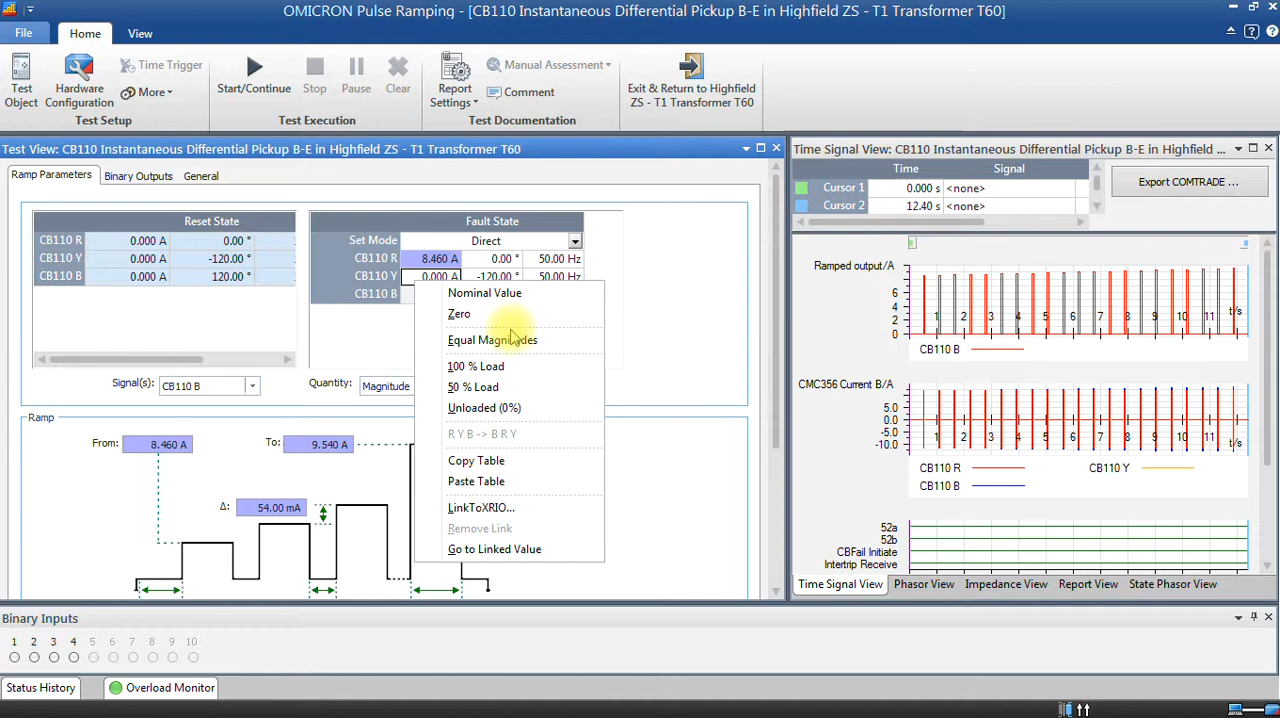 OMICRON Pulse Ramping - [CB110 Instantaneous Differential Pickup B-E in Highfield ZS - T1 Transformer T60]
File Home View
Test Object
Hardware Configuration
Time Trigger
More
Test Setup
Start/Continue Stop Pause Clear
Test Execution
Report Settings
Manual Assessment
Comment
Test Documentation
Exit & Return to Highfield ZS - T1 Transformer T60
Test View: CB110 Instantaneous Differential Pickup B-E in Highfield ZS - T1 Transformer T60
Ramp Parameters Binary Outputs General
Reset State
CB110 R 0.000 A 0.00 °
CB110 Y 0.000 A -120.00 °
CB110 B 0.000 A 120.00 °
Fault State
Set Mode Direct
CB110 R 8.460 A 0.00 ° 50.00 Hz
CB110 Y 0.000 A -120.00 ° 50.00 Hz
CB110 B
Nominal Value
Zero
Equal Magnitudes
100 % Load
50 % Load
Unloaded (0%)
R Y B -> B R Y
Copy Table
Paste Table
LinkToXRIO...
Remove Link
Go to Linked Value
Signal(s): CB110 B Quantity: Magnitude
Ramp
From: 8.460 A To: 9.540 A
Δ: 54.00 mA
Time Signal View: CB110 Instantaneous Differential Pickup B-E in Highfield ...
Time Signal
Cursor 1 0.000 s <none>
Cursor 2 12.40 s <none>
Export COMTRADE ...
Ramped output/A
6
4
2
0
1 2 3 4 5 6 7 8 9 10 11 t/s
CB110 B
CMC356 Current B/A
5.0
0.0
-5.0
-10.0
1 2 3 4 5 6 7 8 9 10 11 t/s
CB110 R CB110 Y
CB110 B
52a
52b
CBFail Initiate
Intertrip Receive
Time Signal View Phasor View Impedance View Report View State Phasor View
Binary Inputs
1 2 3 4 5 6 7 8 9 10
Status History Overload Monitor